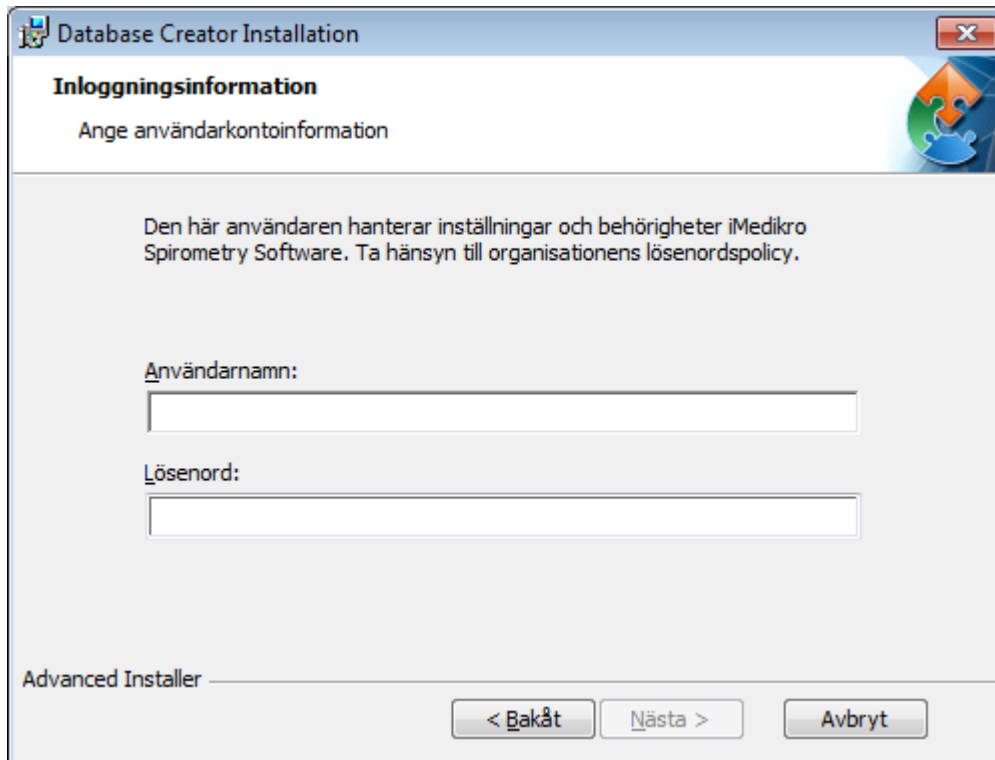 Database Creator Installation
Inloggningsinformation
Ange användarkontoinformation
Den här användaren hanterar inställningar och behörigheter iMedikro
Spirometry Software. Ta hänsyn till organisationens lösenordspolicy.
Användarnamn:
Lösenord:
Advanced Installer
< Bakåt
Nästa >
Avbryt